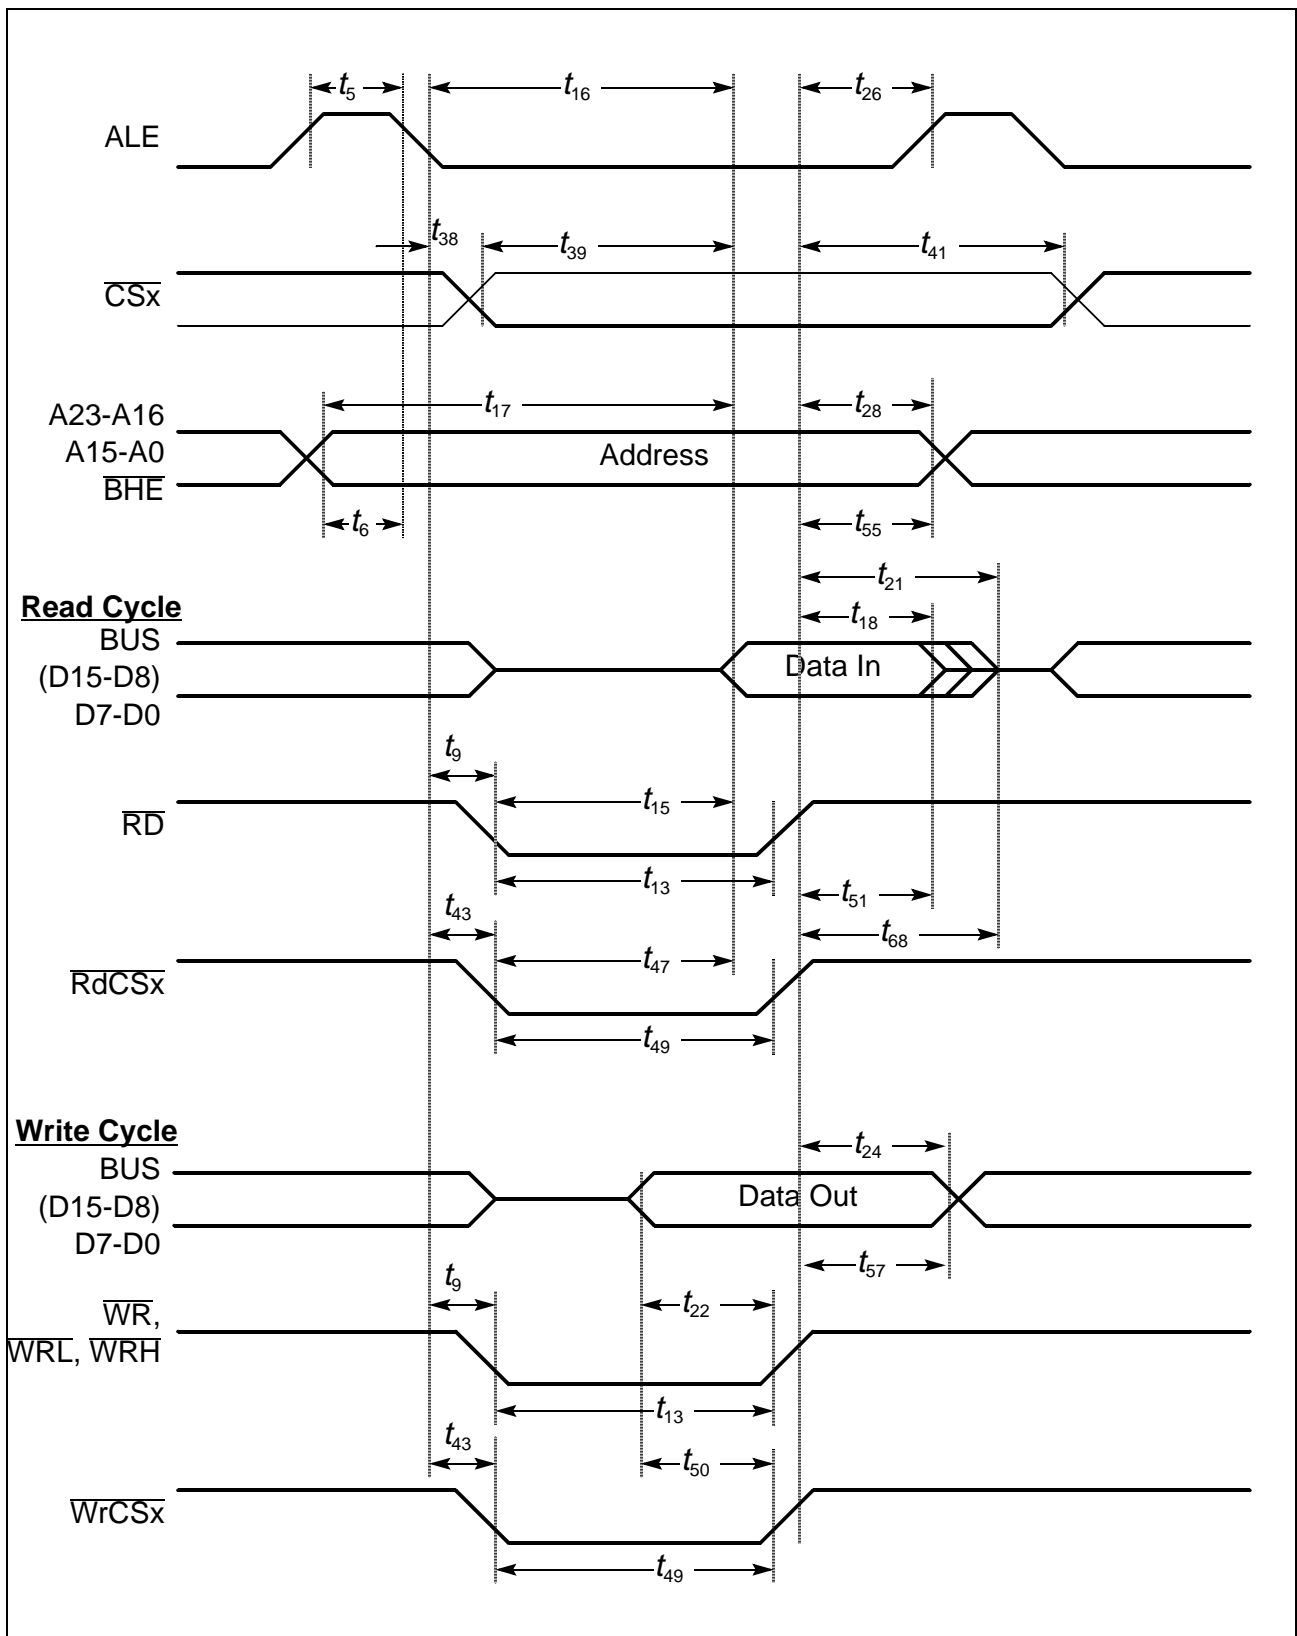 t5
t16
t26
ALE
t38
t39
t41
CSx
t17
t28
A23-A16
A15-A0
BHE
Address
t6
t55
t21
Read Cycle
t18
BUS
(D15-D8)
D7-D0
Data In
t9
t15
RD
t13
t51
t43
t68
t47
RdCSx
t49
Write Cycle
t24
BUS
(D15-D8)
D7-D0
Data Out
t57
t9
t22
WR,
WRL, WRH
t13
t43
t50
WrCSx
t49